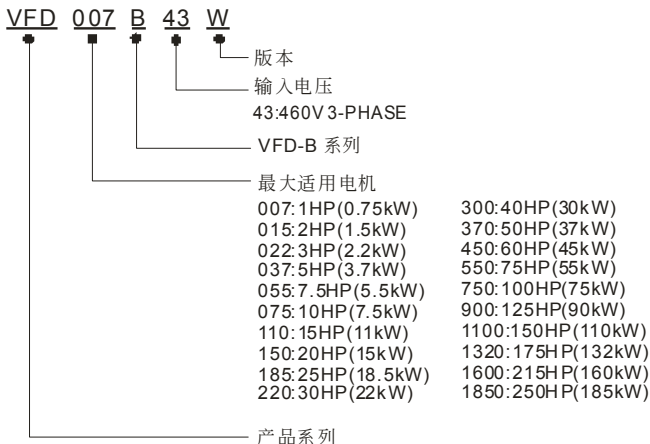 VFD 007 B 43 W
版本
输入电压
43:460V 3-PHASE
VFD-B 系列
最大适用电机
007:1HP(0.75kW) 300:40HP(30kW)
015:2HP(1.5kW) 370:50HP(37kW)
022:3HP(2.2kW) 450:60HP(45kW)
037:5HP(3.7kW) 550:75HP(55kW)
055:7.5HP(5.5kW) 750:100HP(75kW)
075:10HP(7.5kW) 900:125HP(90kW)
110:15HP(11kW) 1100:150HP(110kW)
150:20HP(15kW) 1320:175HP(132kW)
185:25HP(18.5kW) 1600:215HP(160kW)
220:30HP(22kW) 1850:250HP(185kW)
产品系列